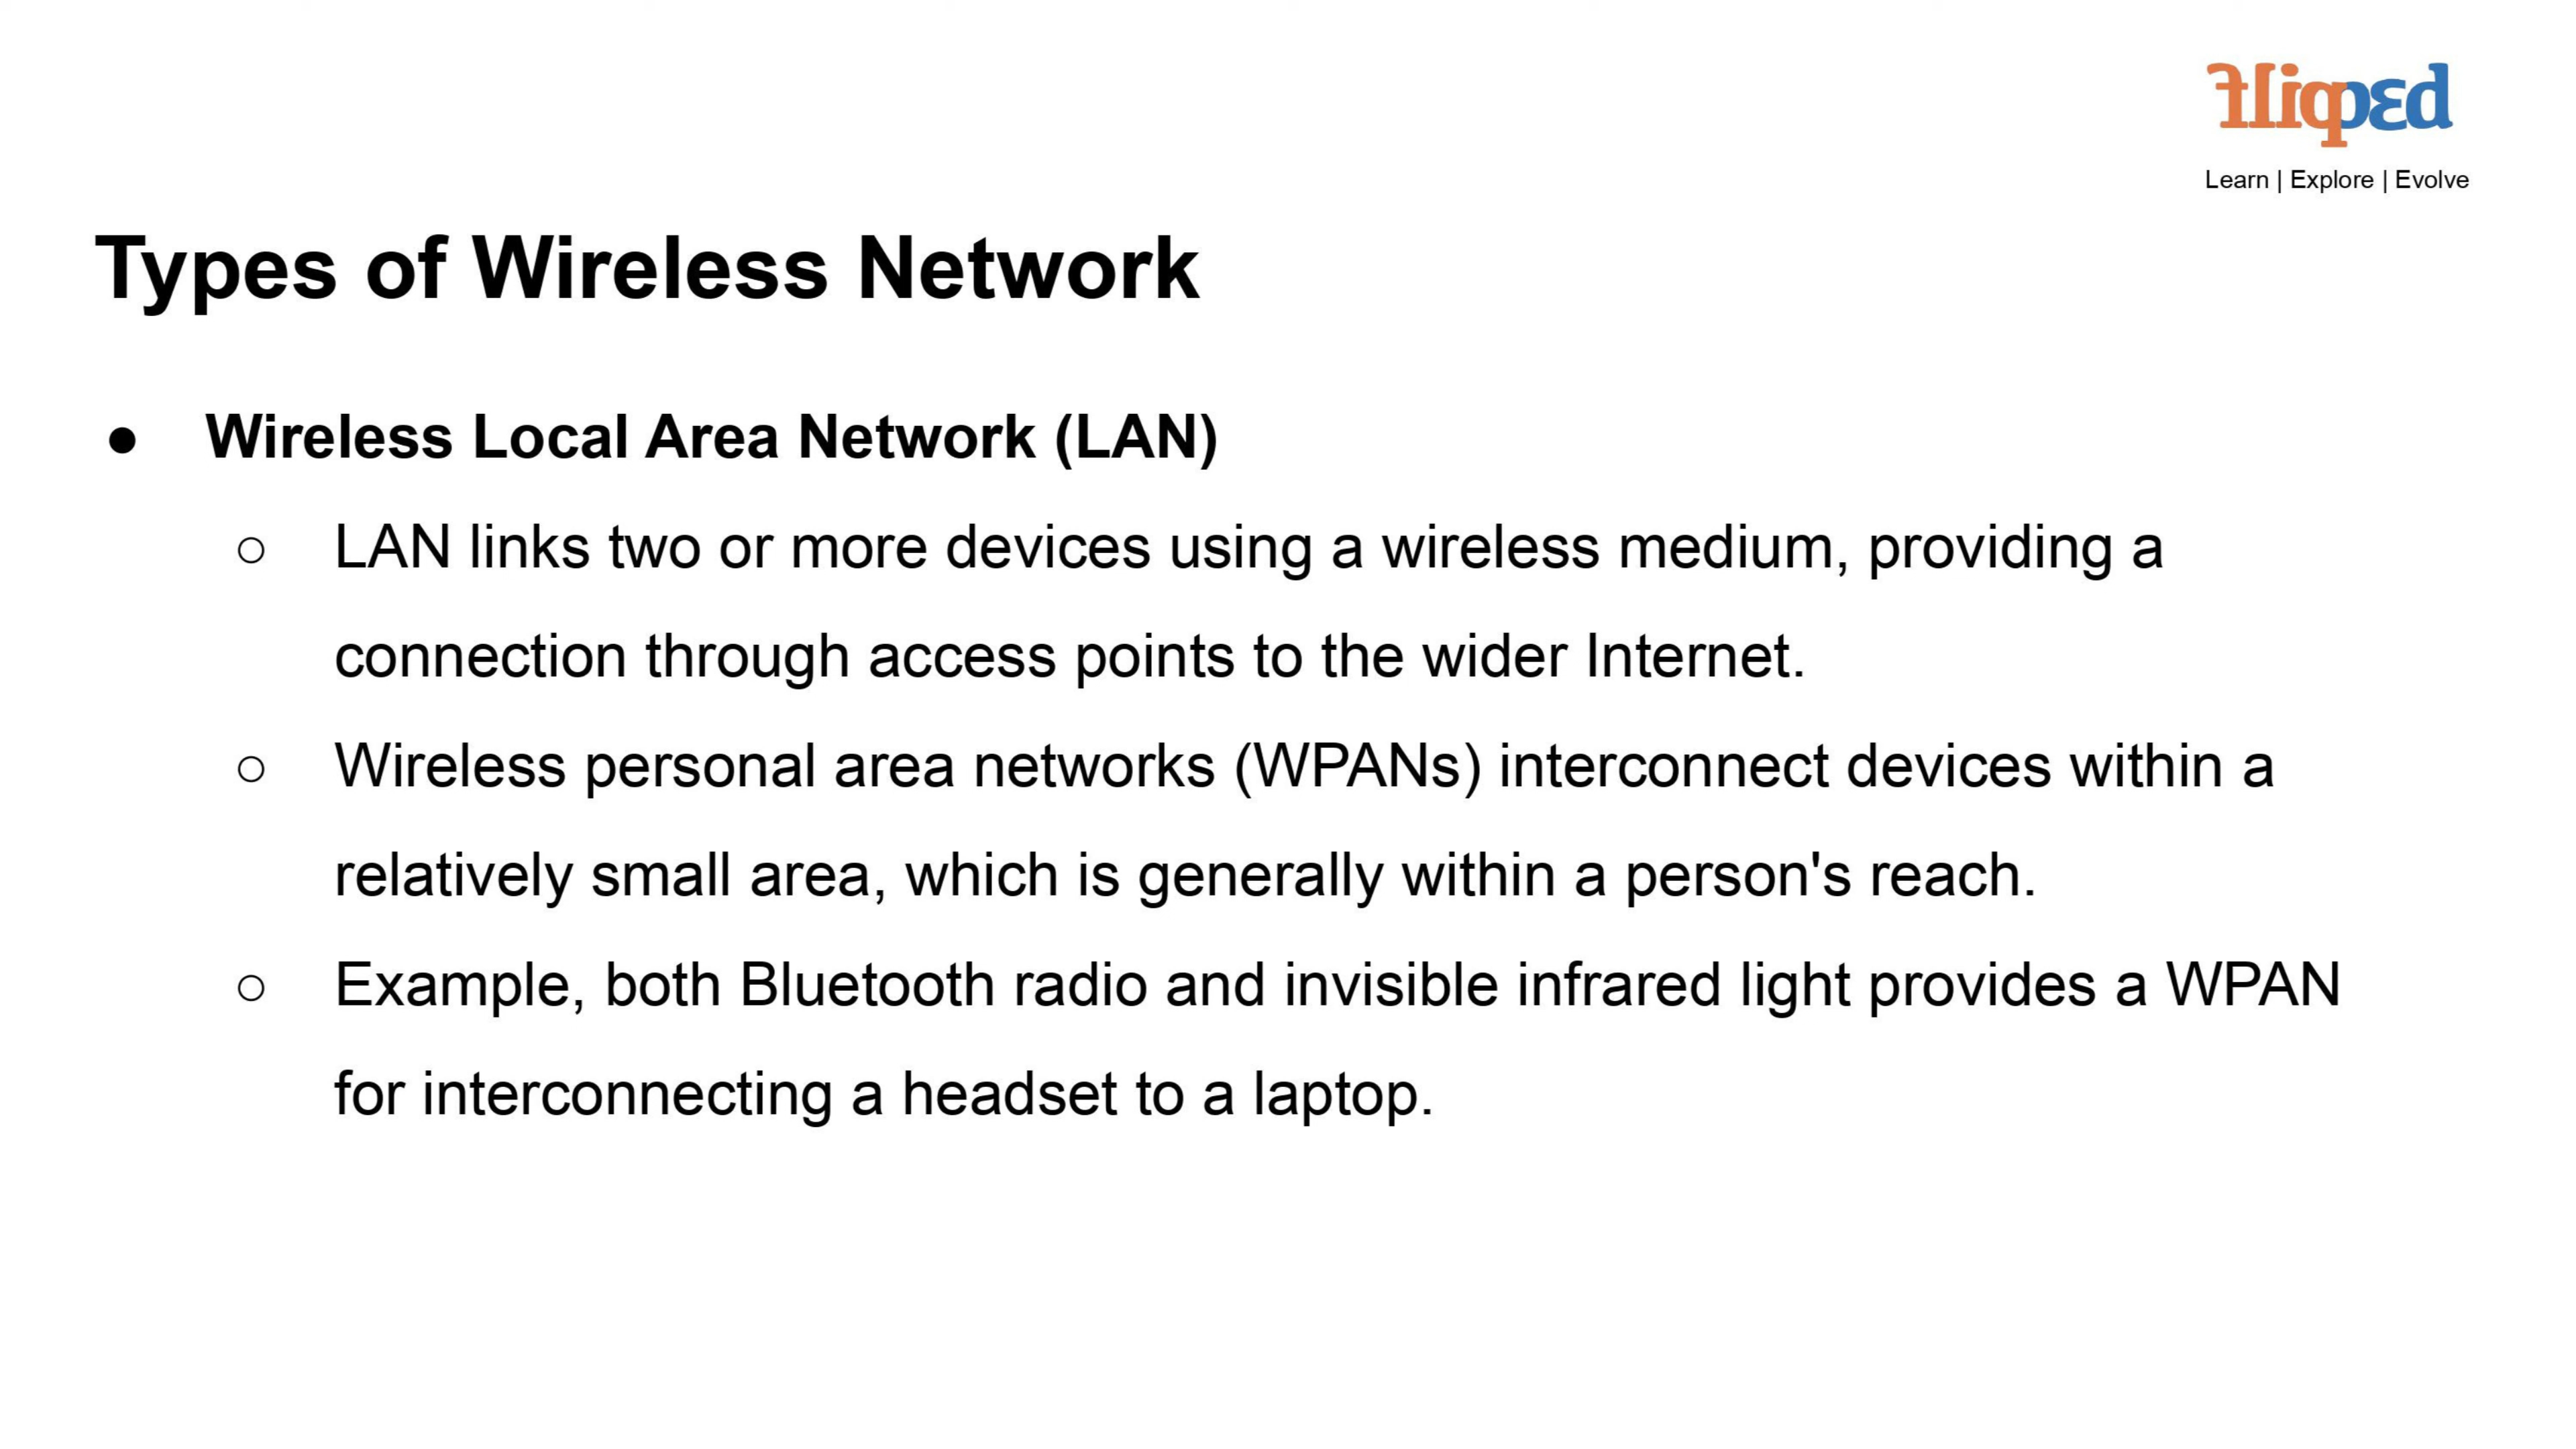 flipped
Learn | Explore | Evolve
Types of Wireless Network
● Wireless Local Area Network (LAN)
○ LAN links two or more devices using a wireless medium, providing a
connection through access points to the wider Internet.
○ Wireless personal area networks (WPANs) interconnect devices within a
relatively small area, which is generally within a person's reach.
○ Example, both Bluetooth radio and invisible infrared light provides a WPAN
for interconnecting a headset to a laptop.